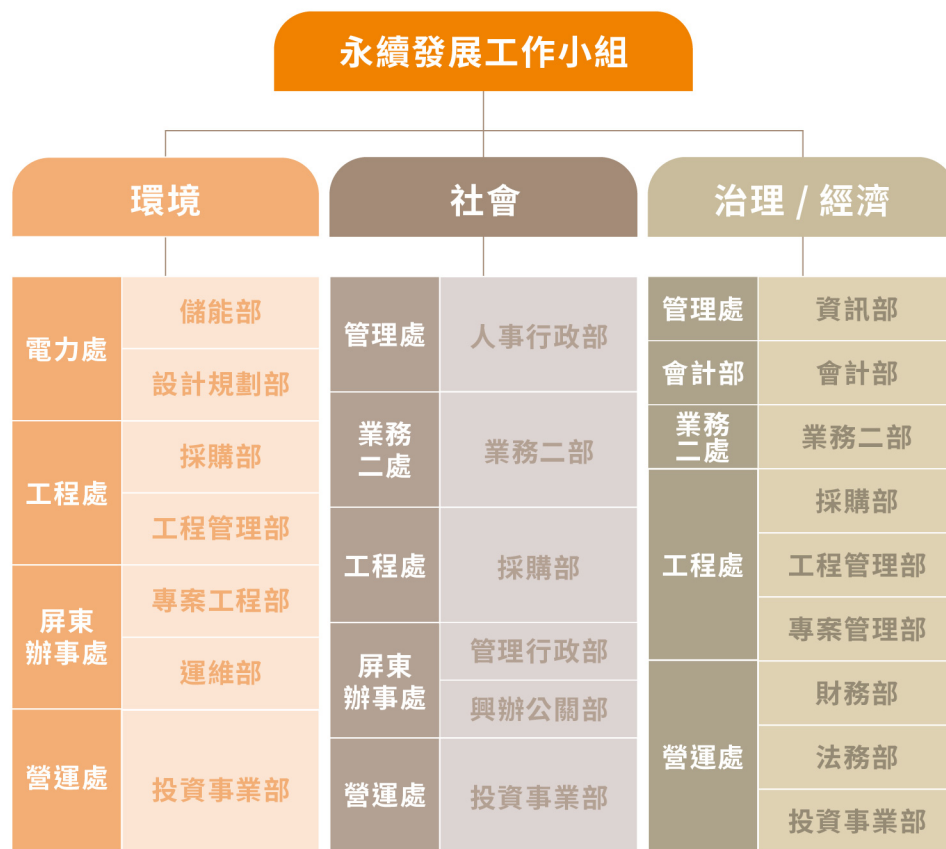 永續發展工作小組
環境
電力處
儲能部
設計規劃部
工程處
採購部
工程管理部
屏東
辦事處
專案工程部
運維部
營運處
投資事業部
社會
管理處
人事行政部
業務
二處
業務二部
工程處
採購部
屏東
辦事處
管理行政部
興辦公關部
營運處
投資事業部
治理 / 經濟
管理處
資訊部
會計部
會計部
業務
二處
業務二部
工程處
採購部
工程管理部
專案管理部
營運處
財務部
法務部
投資事業部